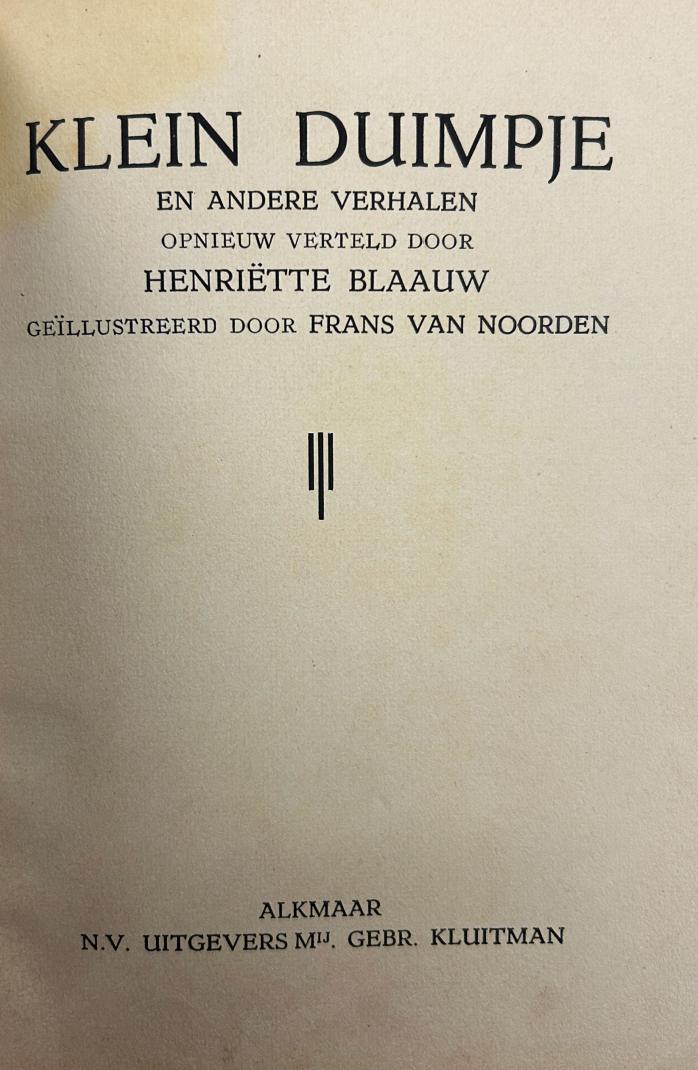 KLEIN DUIMPJE
EN ANDERE VERHALEN
OPNIEUW VERTELD DOOR
HENRIËTTE BLAAUW
GEÏLLUSTREERD DOOR FRANS VAN NOORDEN
ALKMAAR
N.V. UITGEVERS Mᴵᴶ. GEBR. KLUITMAN